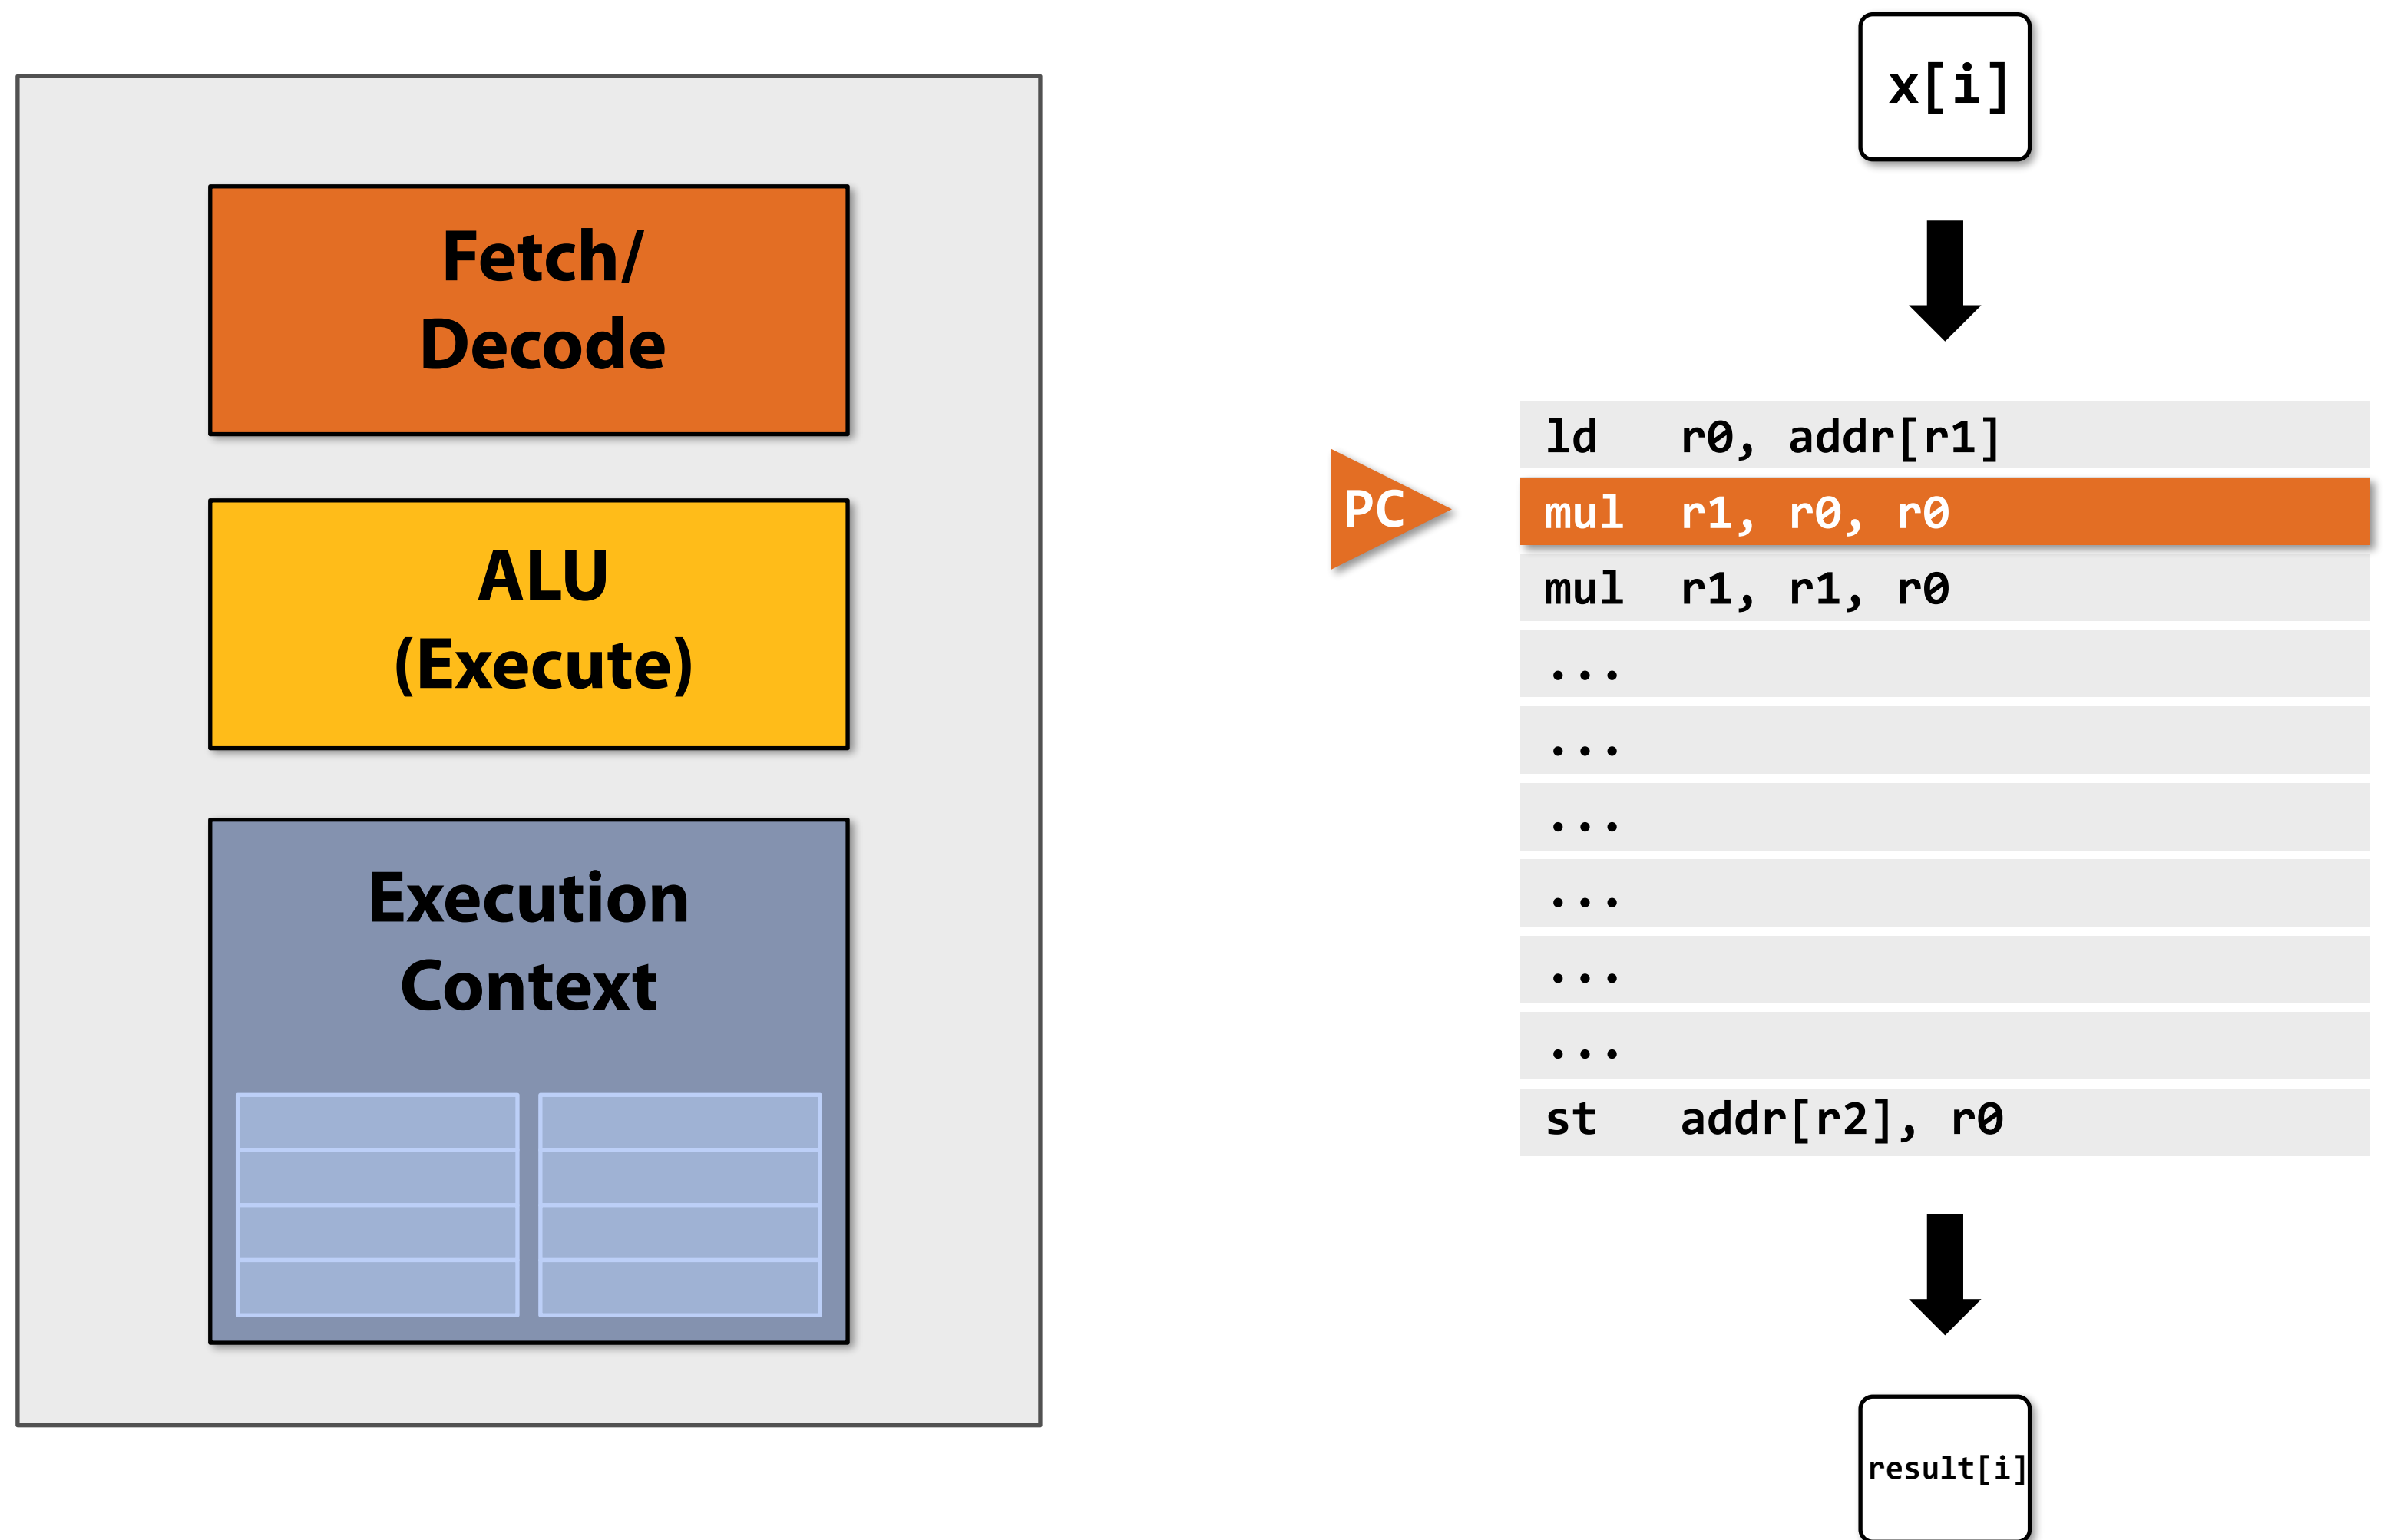 Fetch/
Decode
ALU
(Execute)
Execution
Context
x[i]
PC
ld r0, addr[r1]
mul r1, r0, r0
mul r1, r1, r0
...
...
...
...
...
...
st addr[r2], r0
result[i]